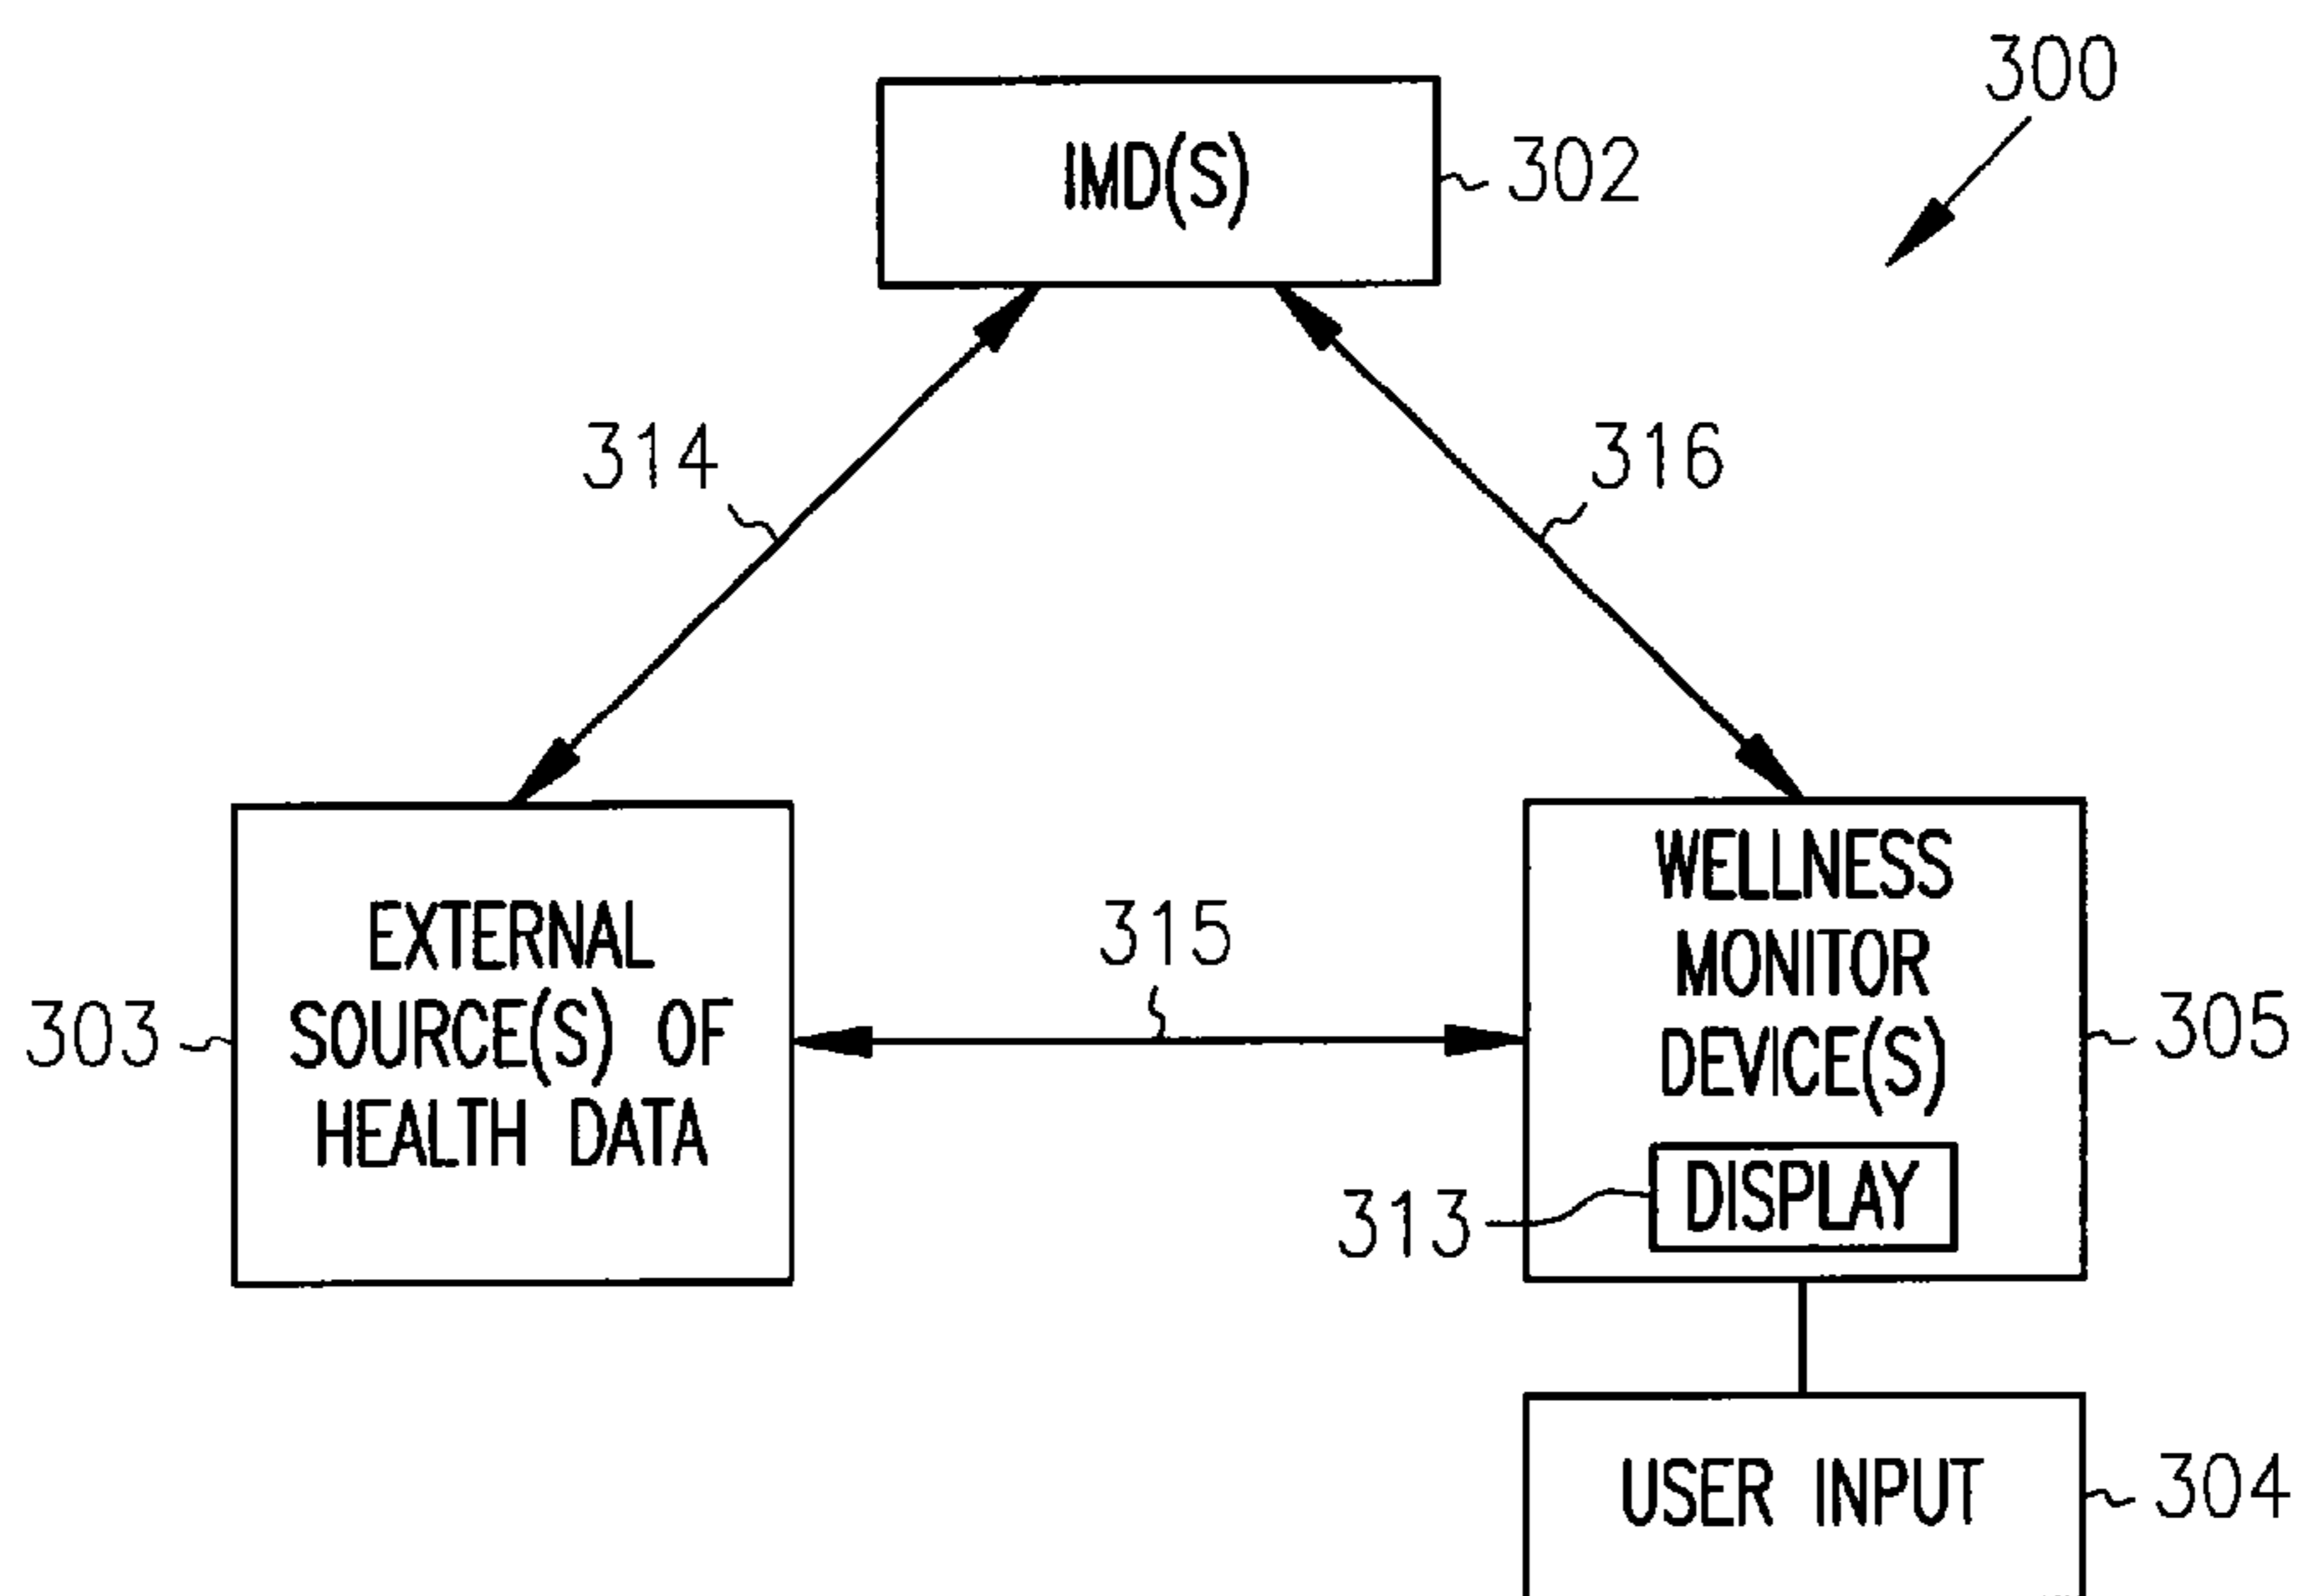 300
IMD(S)
302
314
316
EXTERNAL
SOURCE(S) OF
HEALTH DATA
303
315
WELLNESS
MONITOR
DEVICE(S)
305
DISPLAY
313
USER INPUT
304